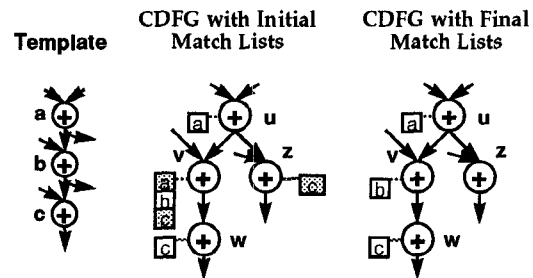 CDFG with Initial
Match Lists
CDFG with Final
Match Lists
Template
a
b
c
a
u
v
z
a
b
c
c
w
a
u
v
z
b
c
w